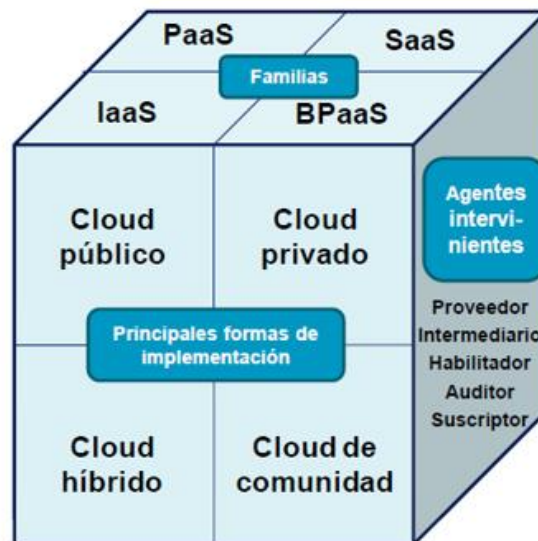 PaaS
SaaS
Familias
IaaS
BPaaS
Cloud
público
Cloud
privado
Agentes
intervi-
nientes
Principales formas de
implementación
Proveedor
Intermediario
Habilitador
Auditor
Suscriptor
Cloud
híbrido
Cloud de
comunidad